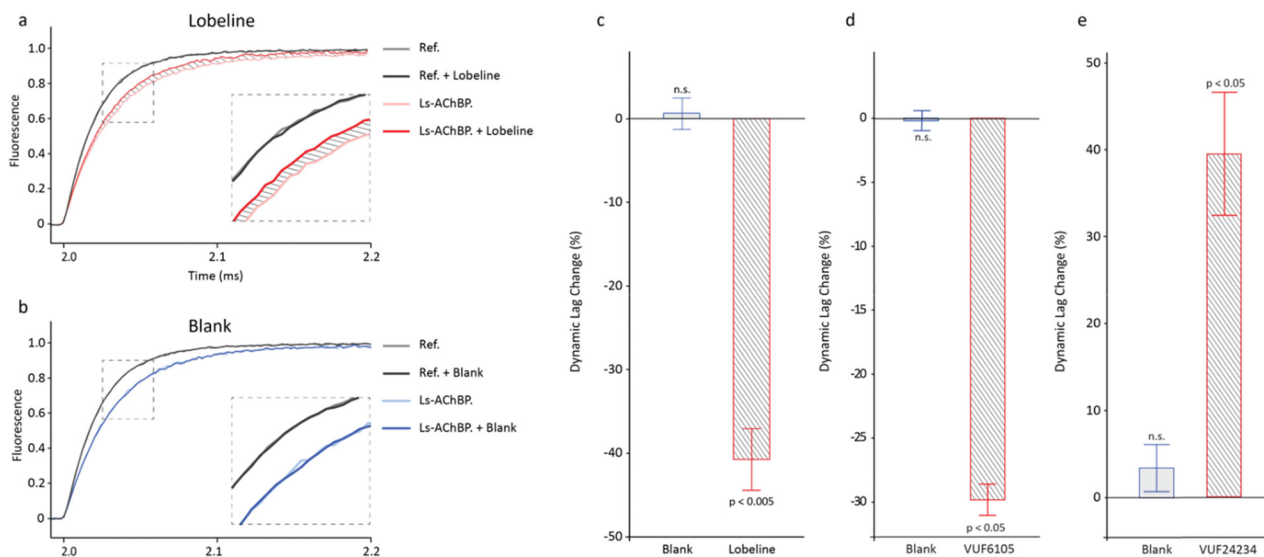 a
Lobeline
1.0
0.8
0.6
0.4
0.2
0
Fluorescence
2.0
2.1
2.2
Time (ms)
Ref.
Ref. + Lobeline
Ls-AChBP.
Ls-AChBP. + Lobeline
b
Blank
1.0
0.8
0.6
0.4
0.2
0
Fluorescence
2.0
2.1
2.2
Ref.
Ref. + Blank
Ls-AChBP.
Ls-AChBP. + Blank
c
Dynamic Lag Change (%)
10
0
-10
-20
-30
-40
-50
n.s.
p < 0.005
Blank
Lobeline
d
Dynamic Lag Change (%)
0
-5
-10
-15
-20
-25
-30
n.s.
p < 0.05
Blank
VUF6105
e
Dynamic Lag Change (%)
50
40
30
20
10
0
p < 0.05
n.s.
Blank
VUF24234